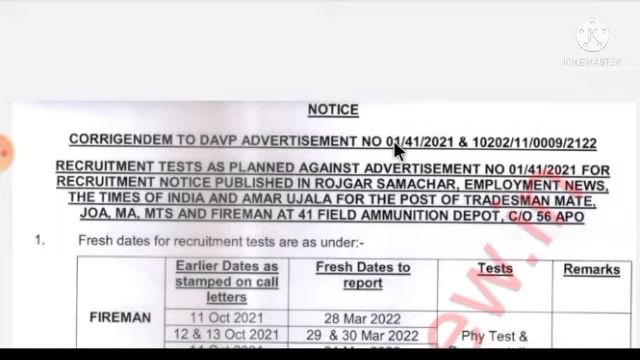 KINEMASTER
NOTICE
CORRIGENDEM TO DAVP ADVERTISEMENT NO 01/41/2021 & 10202/11/0009/2122
RECRUITMENT TESTS AS PLANNED AGAINST ADVERTISEMENT NO 01/41/2021 FOR
RECRUITMENT NOTICE PUBLISHED IN ROJGAR SAMACHAR, EMPLOYMENT NEWS,
THE TIMES OF INDIA AND AMAR UJALA FOR THE POST OF TRADESMAN MATE,
JOA, MA, MTS AND FIREMAN AT 41 FIELD AMMUNITION DEPOT, C/O 56 APO
1. Fresh dates for recruitment tests are as under:-
Earlier Dates as stamped on call letters Fresh Dates to report Tests Remarks
FIREMAN 11 Oct 2021 28 Mar 2022
12 & 13 Oct 2021 29 & 30 Mar 2022 Phy Test &